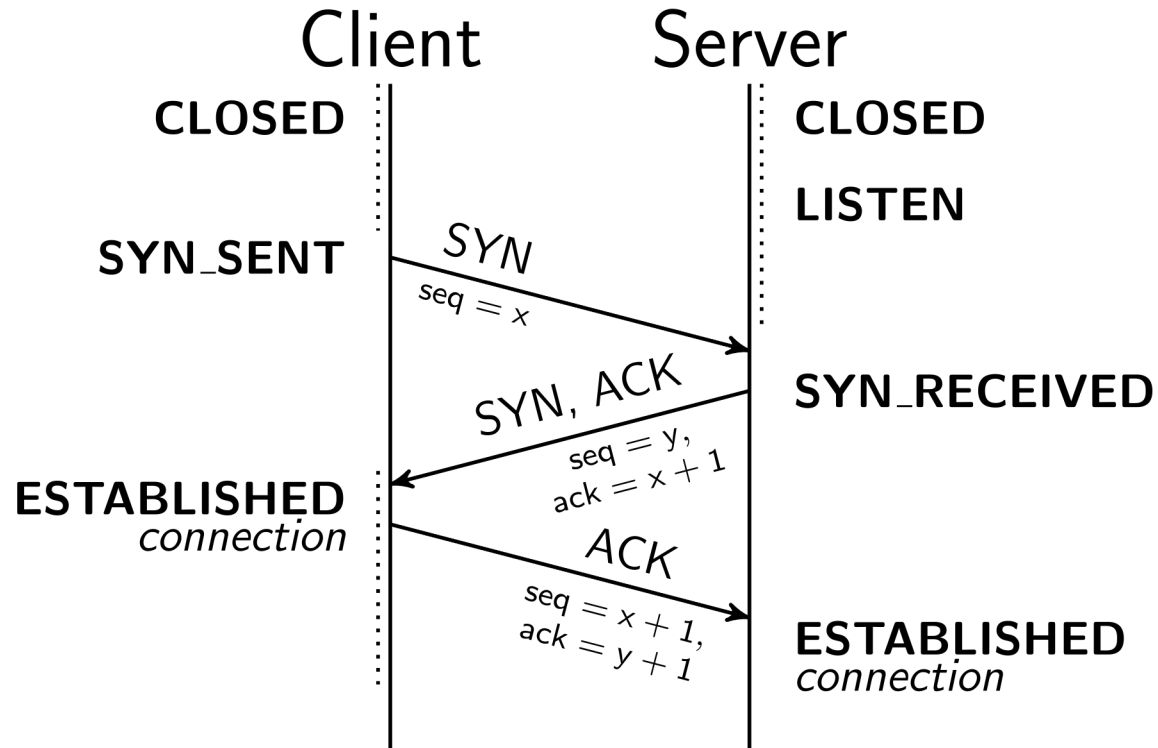 Client
Server
CLOSED
CLOSED
LISTEN
SYN_SENT
SYN
seq = x
SYN, ACK
seq = y,
ack = x + 1
SYN_RECEIVED
ESTABLISHED
connection
ACK
seq = x + 1,
ack = y + 1
ESTABLISHED
connection